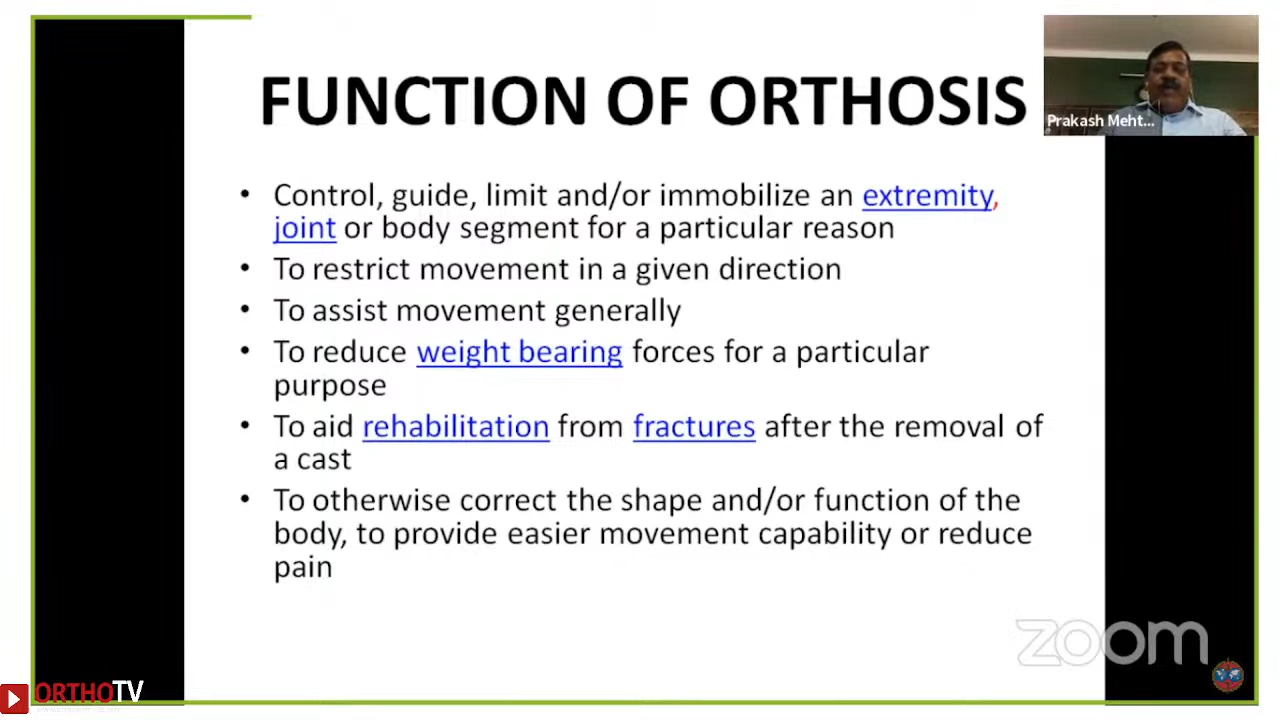 FUNCTION OF ORTHOSIS
Prakash Meht...
• Control, guide, limit and/or immobilize an extremity,
joint or body segment for a particular reason
• To restrict movement in a given direction
• To assist movement generally
• To reduce weight bearing forces for a particular
purpose
• To aid rehabilitation from fractures after the removal of
a cast
• To otherwise correct the shape and/or function of the
body, to provide easier movement capability or reduce
pain
zoom
ORTHOTV